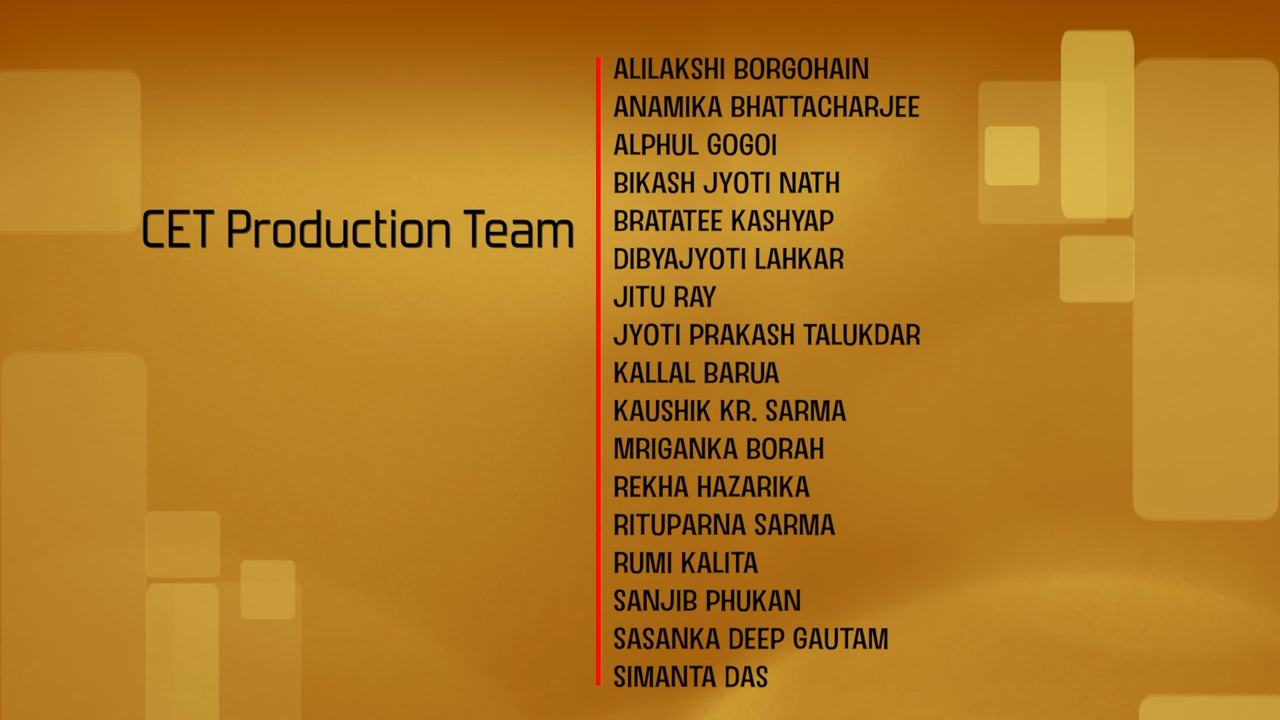 CET Production Team
ALILAKSHI BORGOHAIN
ANAMIKA BHATTACHARJEE
ALPHUL GOGOI
BIKASH JYOTI NATH
BRATATEE KASHYAP
DIBYAJYOTI LAHKAR
JITU RAY
JYOTI PRAKASH TALUKDAR
KALLAL BARUA
KAUSHIK KR. SARMA
MRIGANKA BORAH
REKHA HAZARIKA
RITUPARNA SARMA
RUMI KALITA
SANJIB PHUKAN
SASANKA DEEP GAUTAM
SIMANTA DAS